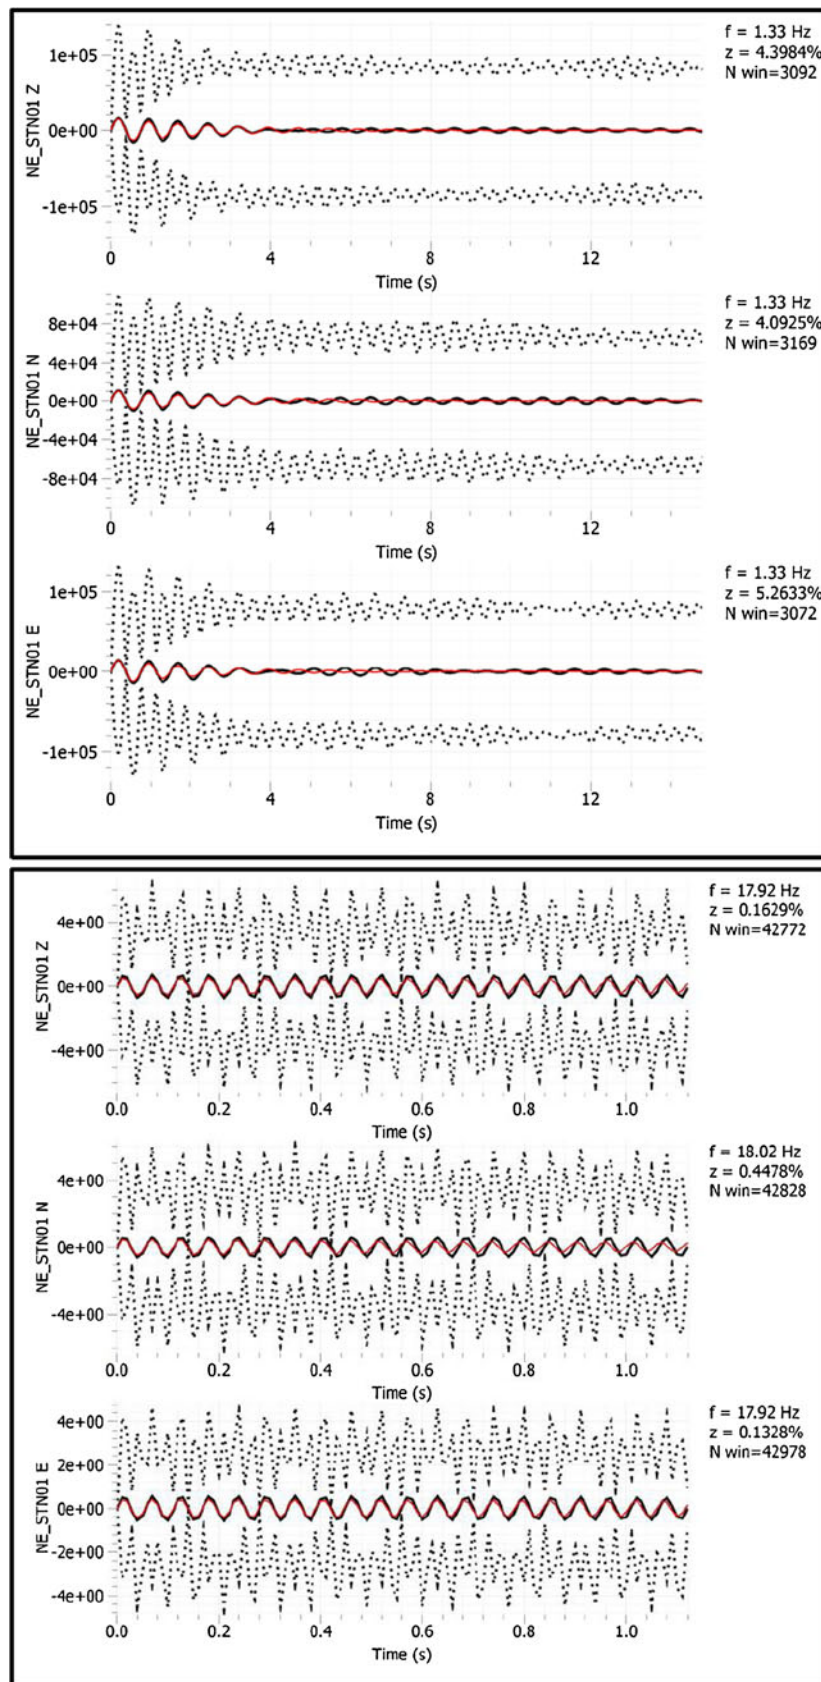 f = 1.33 Hz
z = 4.3984%
N win=3092
NE_STN01 Z
1e+05
0e+00
-1e+05
0 4 8 12
Time (s)
f = 1.33 Hz
z = 4.0925%
N win=3169
NE_STN01 N
8e+04
4e+04
0e+00
-4e+04
-8e+04
0 4 8 12
Time (s)
f = 1.33 Hz
z = 5.2633%
N win=3072
NE_STN01 E
1e+05
0e+00
-1e+05
0 4 8 12
Time (s)
f = 17.92 Hz
z = 0.1629%
N win=42772
NE_STN01 Z
4e+00
0e+00
-4e+00
0.0 0.2 0.4 0.6 0.8 1.0
Time (s)
f = 18.02 Hz
z = 0.4478%
N win=42828
NE_STN01 N
4e+00
0e+00
-4e+00
0.0 0.2 0.4 0.6 0.8 1.0
Time (s)
f = 17.92 Hz
z = 0.1328%
N win=42978
NE_STN01 E
4e+00
2e+00
0e+00
-2e+00
-4e+00
0.0 0.2 0.4 0.6 0.8 1.0
Time (s)